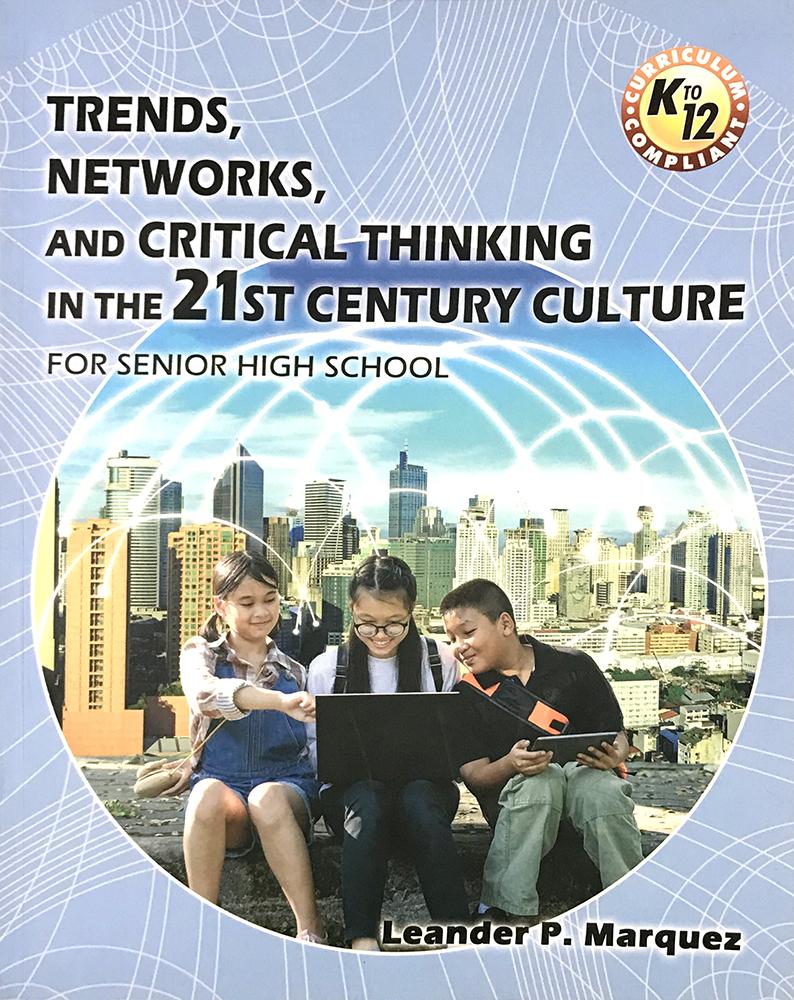 TRENDS,
NETWORKS,
AND CRITICAL THINKING
IN THE 21ST CENTURY CULTURE
FOR SENIOR HIGH SCHOOL
CURRICULUM
K TO 12
COMPLIANT
Leander P. Marquez